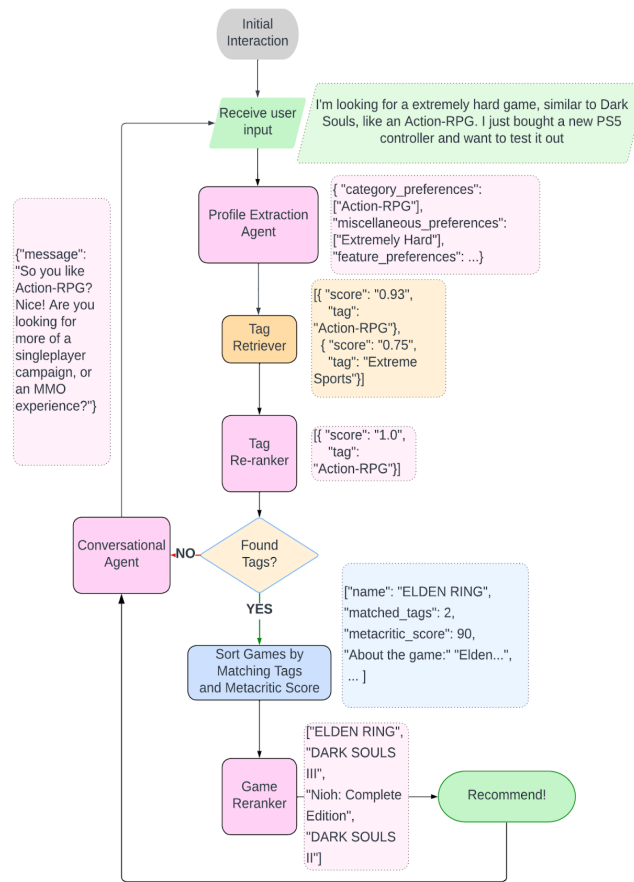 Initial
Interaction
Receive user
input
I'm looking for a extremely hard game, similar to Dark
Souls, like an Action-RPG. I just bought a new PS5
controller and want to test it out
Profile Extraction
Agent
{ "category_preferences":
["Action-RPG"],
"miscellaneous_preferences":
["Extremely Hard"],
"feature_preferences": ...}
{"message":
"So you like
Action-RPG?
Nice! Are you
looking for
more of a
singleplayer
campaign, or
an MMO
experience?"}
Tag
Retriever
[{ "score": "0.93",
"tag":
"Action-RPG"},
{ "score": "0.75",
"tag": "Extreme
Sports"}]
Tag
Re-ranker
[{ "score": "1.0",
"tag":
"Action-RPG"}]
Conversational
Agent
NO
Found
Tags?
YES
Sort Games by
Matching Tags
and Metacritic Score
["name": "ELDEN RING",
"matched_tags": 2,
"metacritic_score": 90,
"About the game:" "Elden...",
... ]
Game
Reranker
["ELDEN RING",
"DARK SOULS
III",
"Nioh: Complete
Edition",
"DARK SOULS
II"]
Recommend!